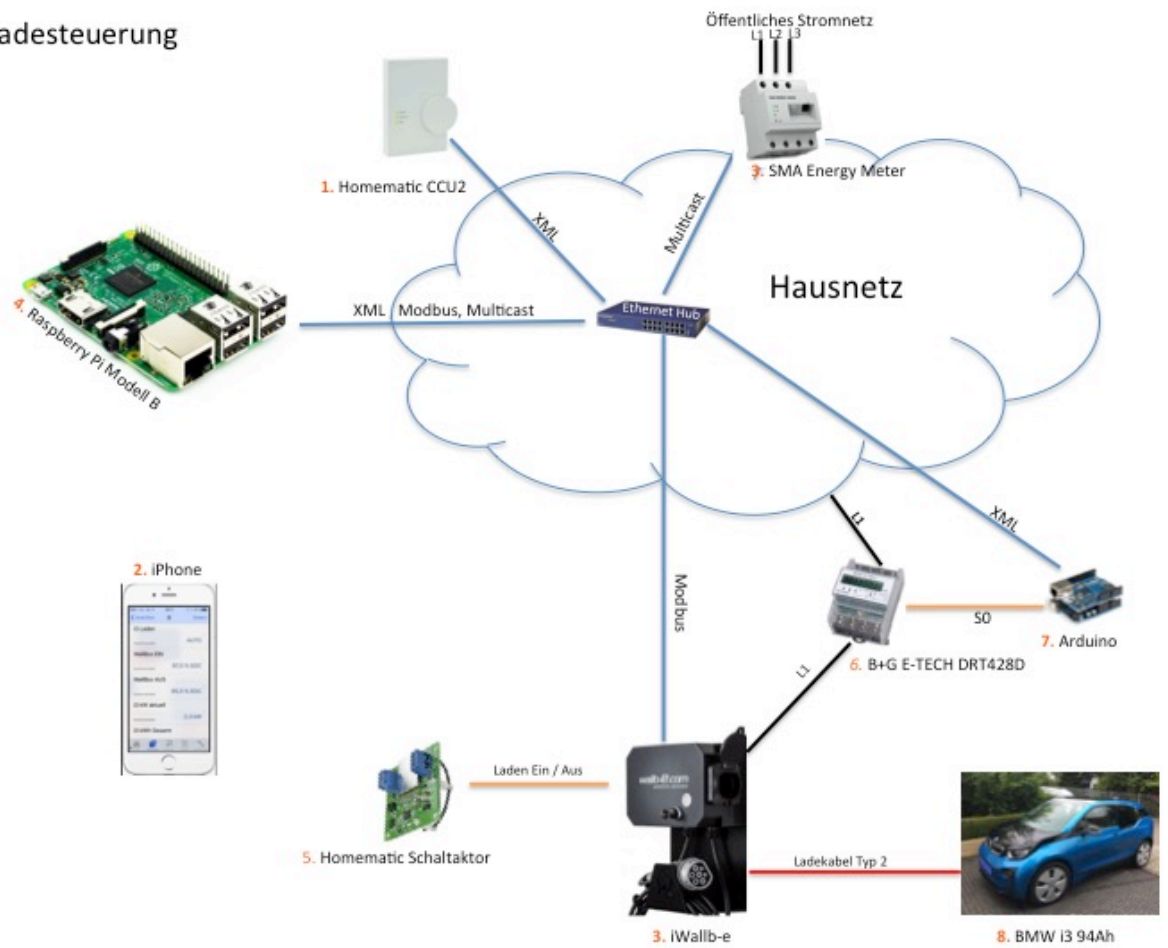 adesteuerung
Öffentliches Stromnetz
L1 L2 L3
1. Homematic CCU2
SMA Energy Meter
XML
Multicast
Hausnetz
Ethernet Hub
XML Modbus, Multicast
4. Raspberry Pi Modell B
L1
XML
2. iPhone
Modbus
S0
7. Arduino
6. B+G E-TECH DRT428D
L1
Laden Ein / Aus
5. Homematic Schaltaktor
Ladekabel Typ 2
3. iWallb-e
8. BMW i3 94Ah